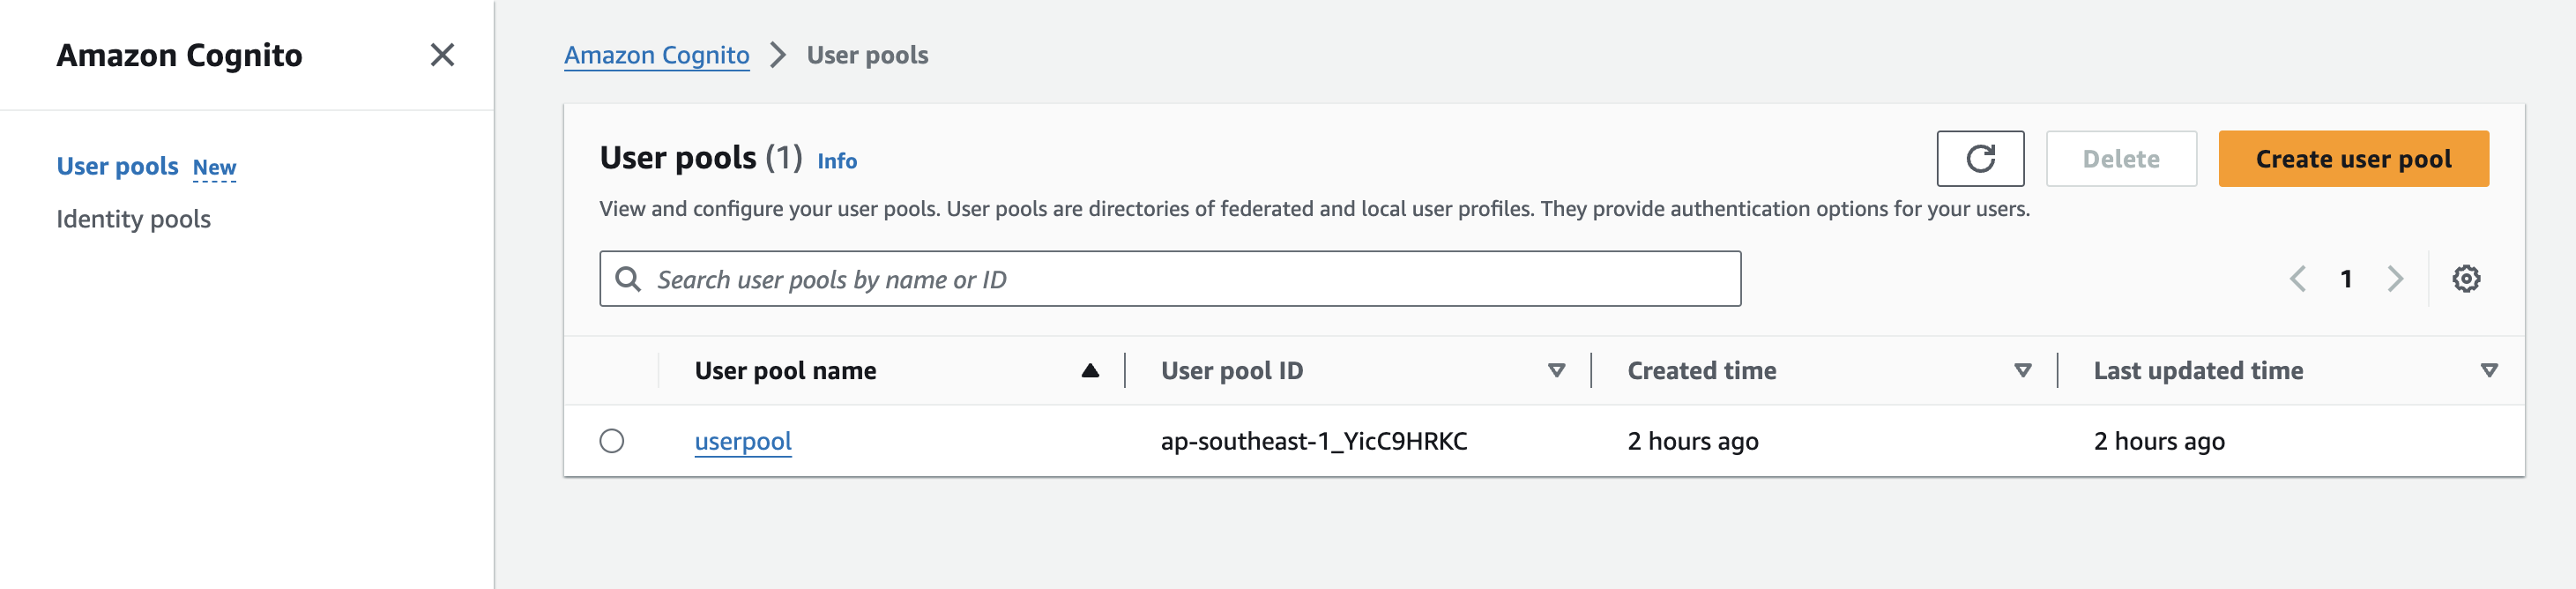 Amazon Cognito
User pools New
Identity pools
Amazon Cognito User pools
User pools (1) Info
Delete
Create user pool
View and configure your user pools. User pools are directories of federated and local user profiles. They provide authentication options for your users.
Search user pools by name or ID
1
User pool name User pool ID Created time Last updated time
userpool ap-southeast-1_YicC9HRKC 2 hours ago 2 hours ago